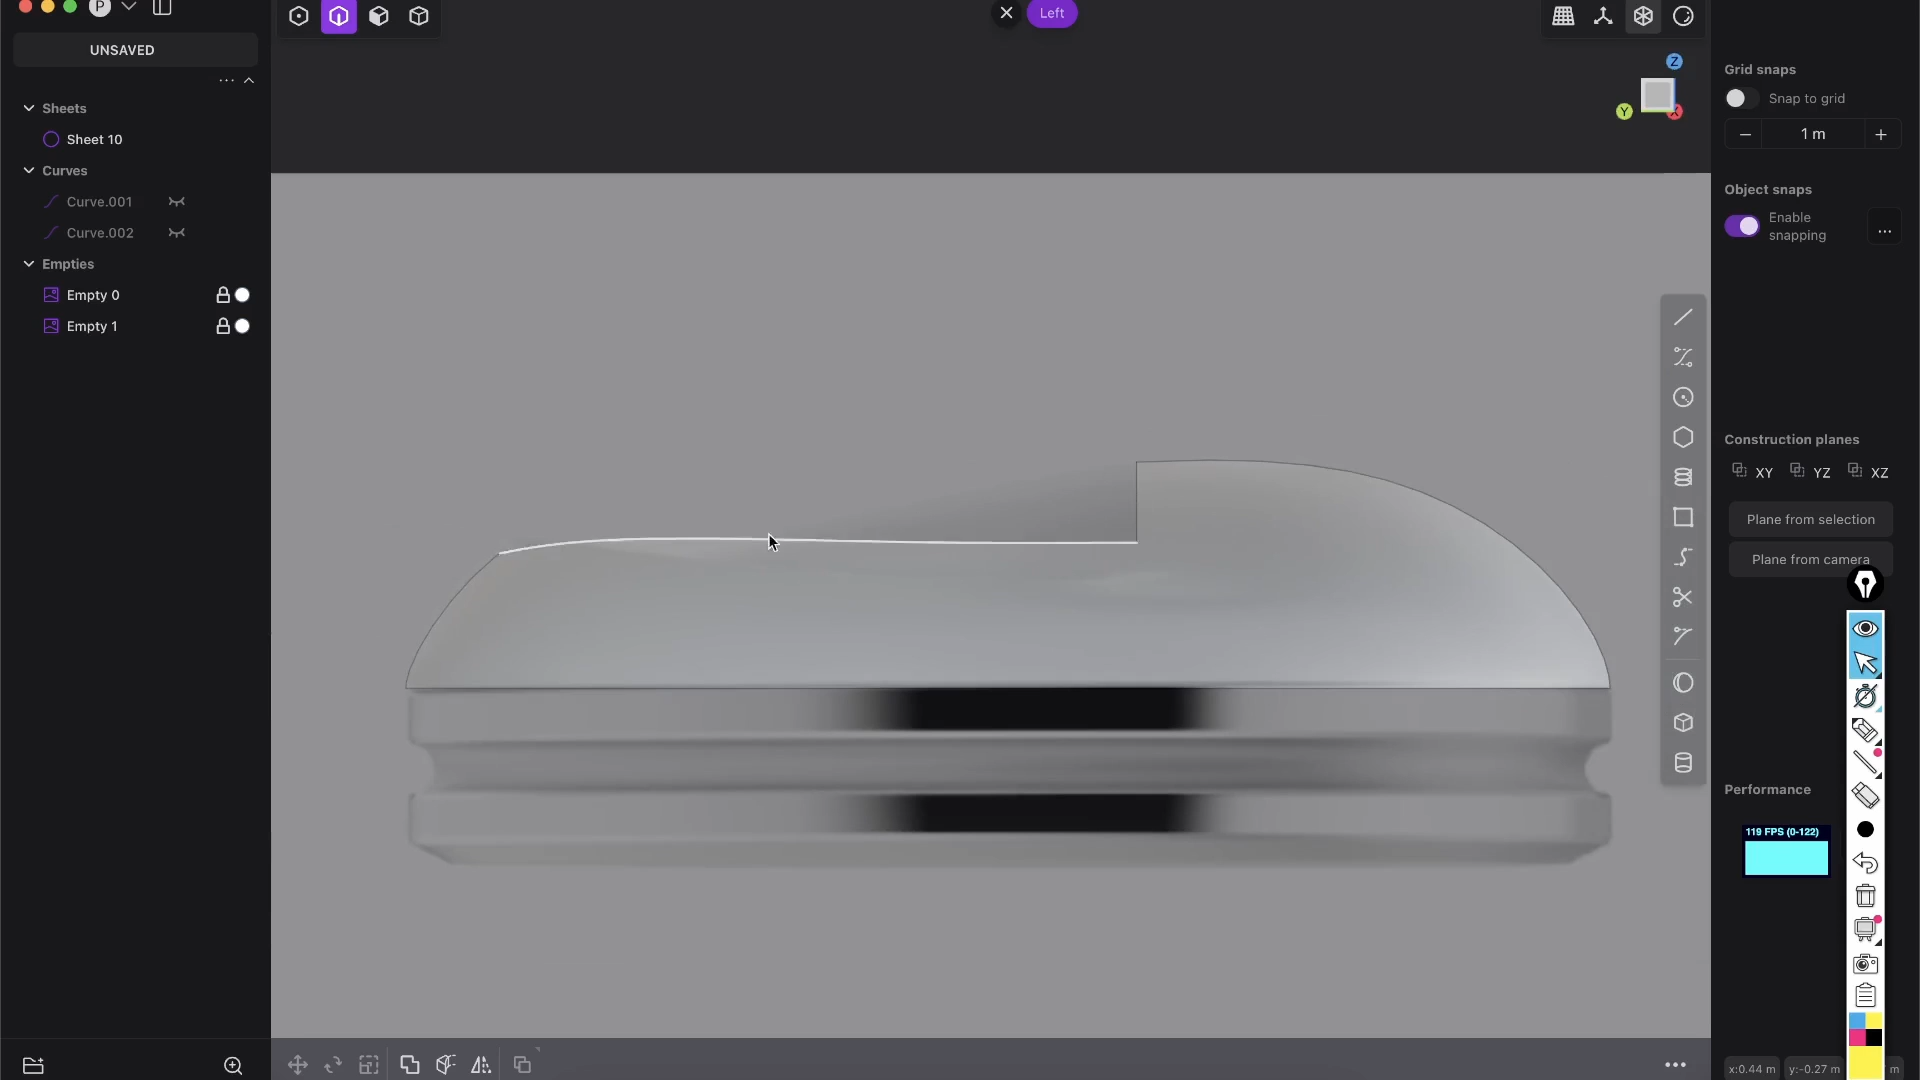 P
UNSAVED
Sheets
Sheet 10
Curves
Curve.001
Curve.002
Empties
Empty 0
Empty 1
Left
Z
Y
X
Grid snaps
Snap to grid
1 m
Object snaps
Enable
snapping
Construction planes
XY
YZ
XZ
Plane from selection
Plane from camera
Performance
119 FPS (0-122)
x:0.44 m
y:-0.27 m
m